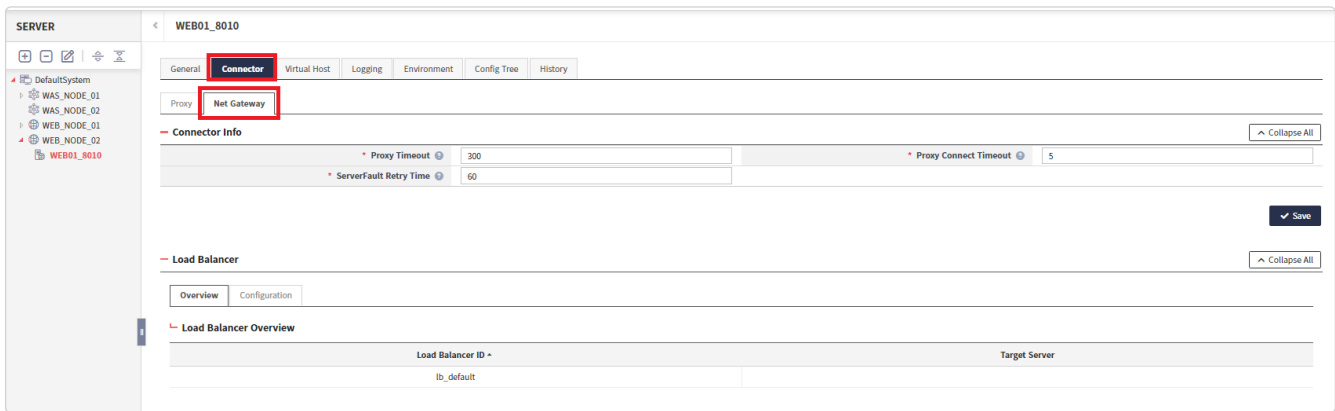 SERVER
WEB01_8010
DefaultSystem
WAS_NODE_01
WAS_NODE_02
WEB_NODE_01
WEB_NODE_02
WEB01_8010
General Connector Virtual Host Logging Environment Config Tree History
Proxy Net Gateway
Connector Info Collapse All
* Proxy Timeout ? 300 * Proxy Connect Timeout ? 5
* ServerFault Retry Time ? 60
Save
Load Balancer Collapse All
Overview Configuration
Load Balancer Overview
Load Balancer ID Target Server
lb_default